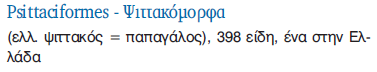 Psittaciformes - Ψιττακόμορφα
(ελλ. ψιττακός = παπαγάλος), 398 είδη, ένα στην Ελ-
λάδα